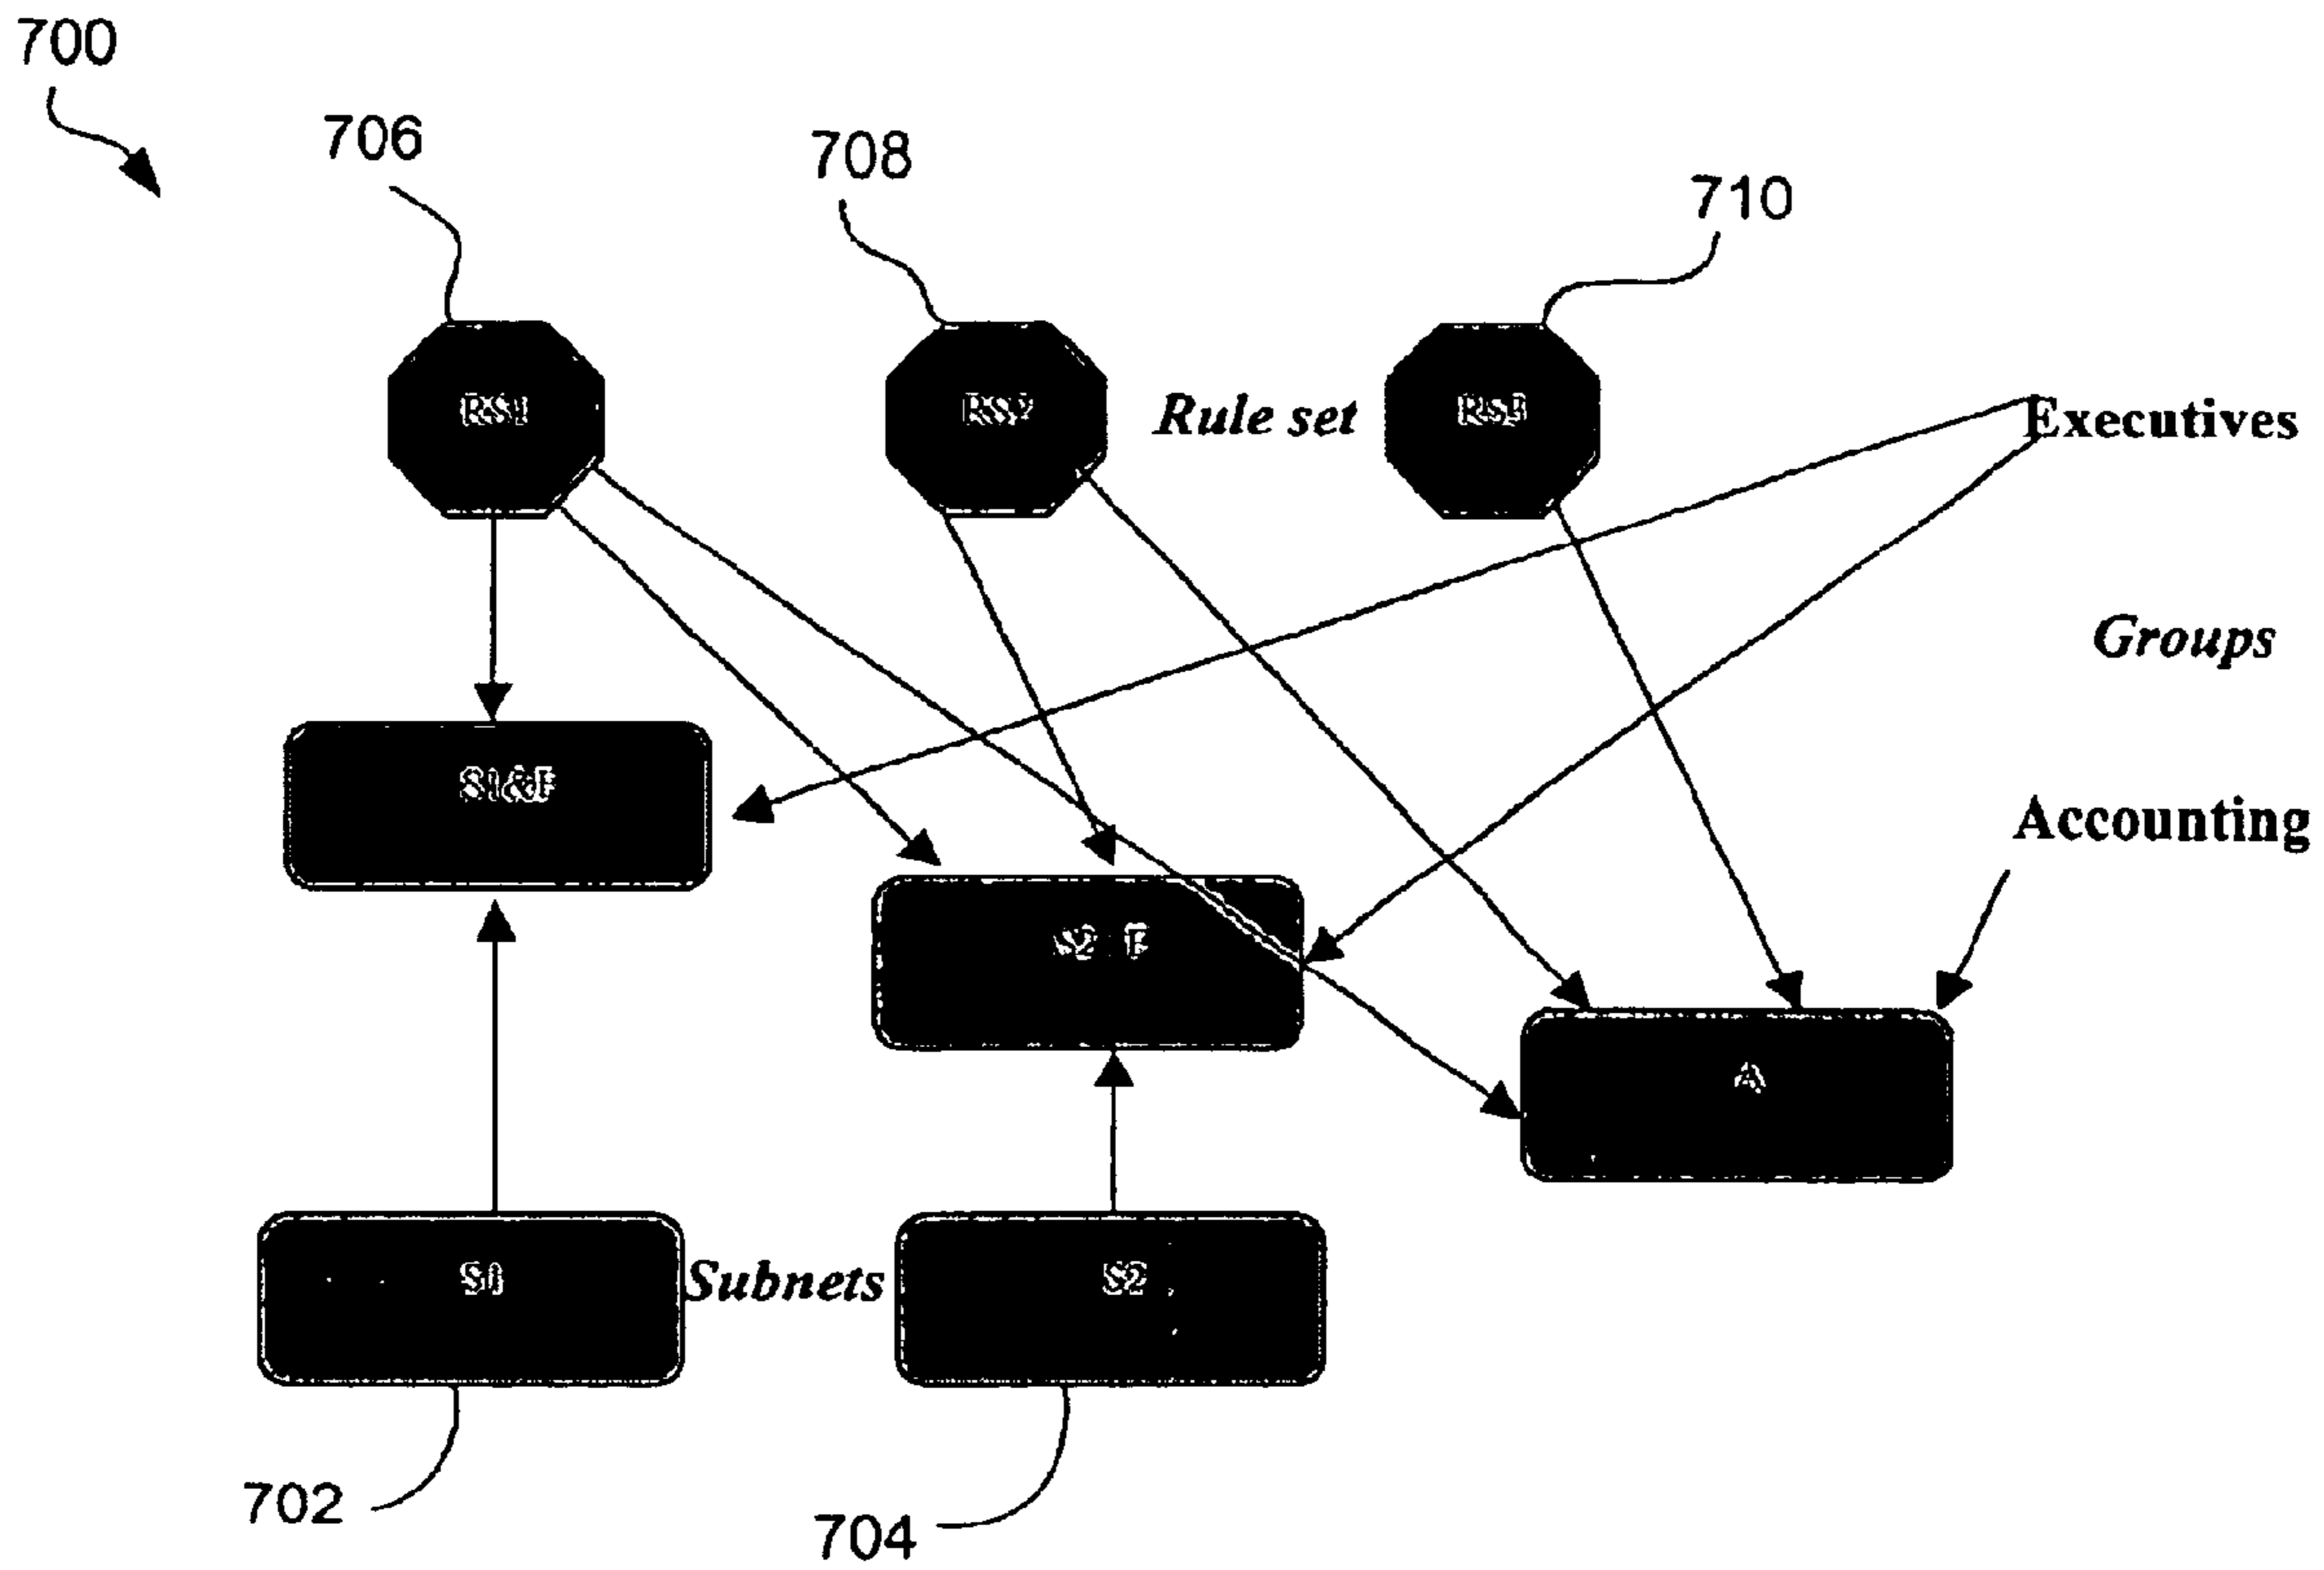 700
706
708
710
RS1
RS2
Rule set
RS3
Executives
Groups
S1&E
Accounting
A
S1
Subnets
S2
702
704